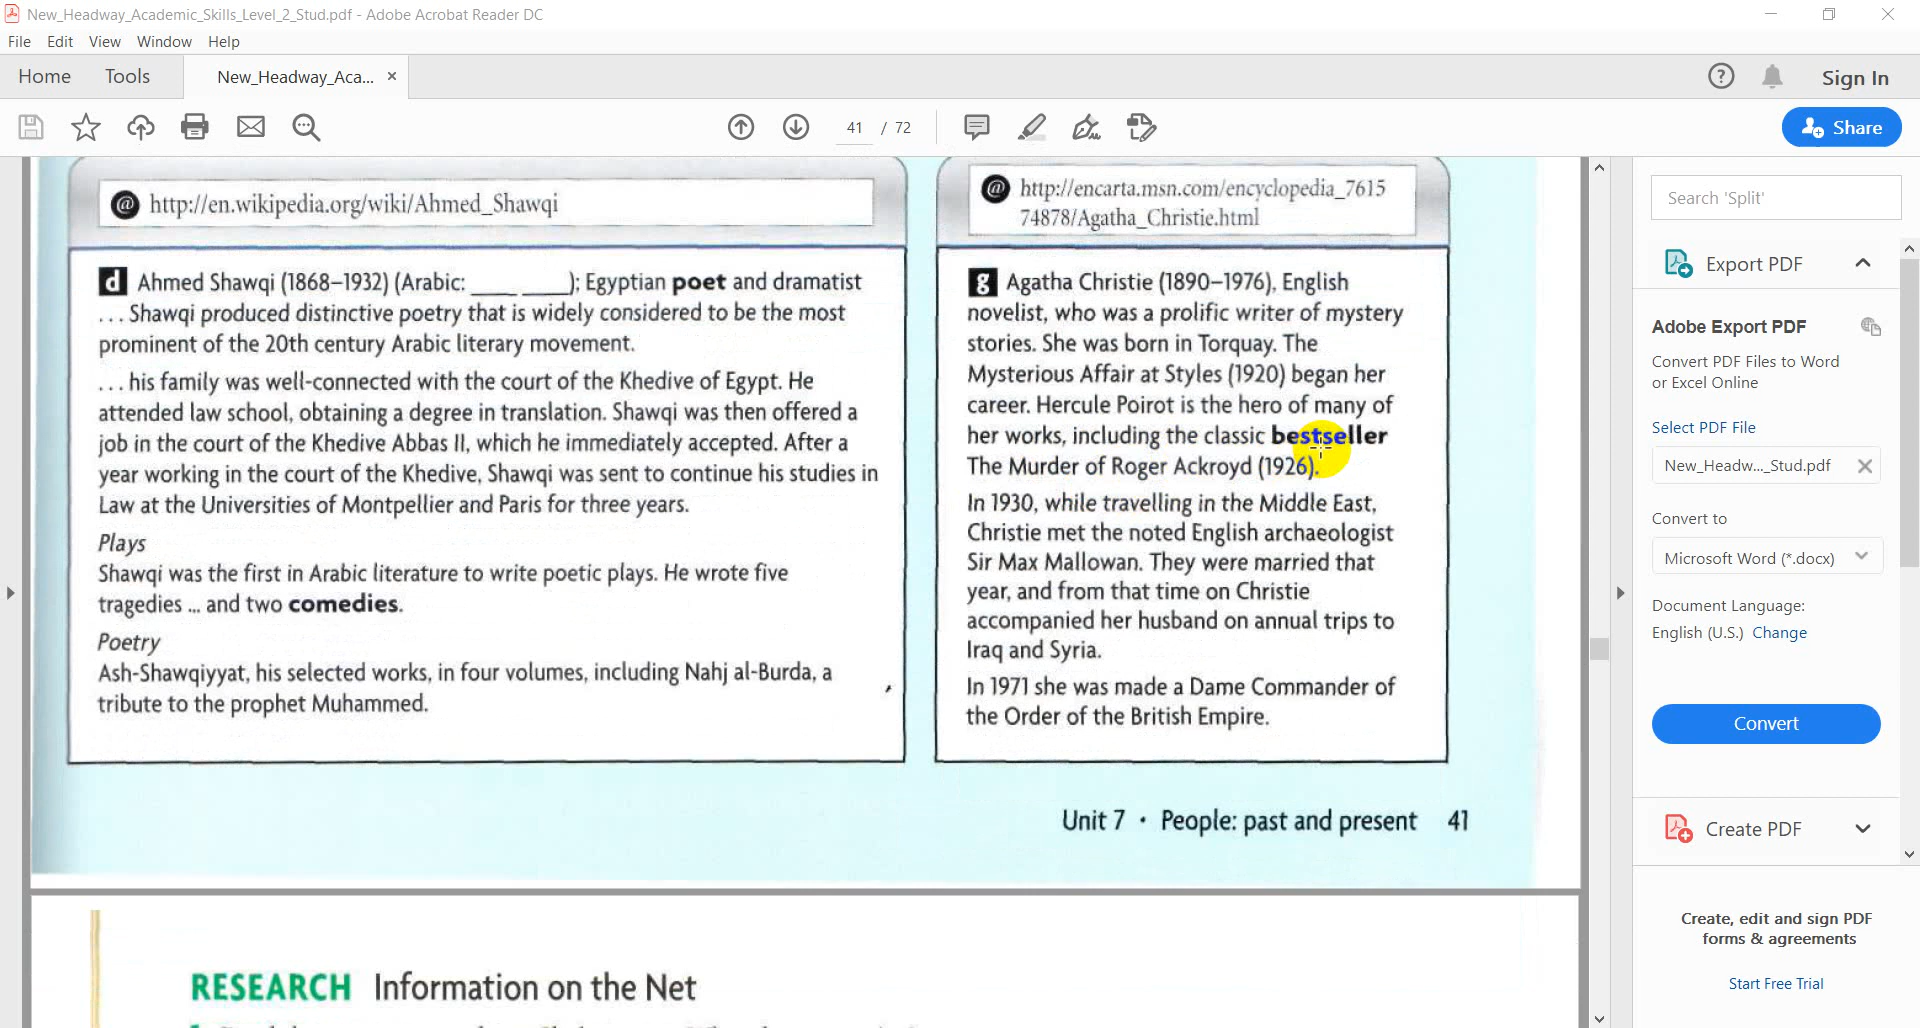 New_Headway_Academic_Skills_Level_2_Stud.pdf - Adobe Acrobat Reader DC
File Edit View Window Help
Home Tools New_Headway_Aca... × Sign In
41 / 72 Share
@ http://en.wikipedia.org/wiki/Ahmed_Shawqi
d Ahmed Shawqi (1868–1932) (Arabic: ____ ____); Egyptian poet and dramatist
... Shawqi produced distinctive poetry that is widely considered to be the most
prominent of the 20th century Arabic literary movement.
... his family was well-connected with the court of the Khedive of Egypt. He
attended law school, obtaining a degree in translation. Shawqi was then offered a
job in the court of the Khedive Abbas II, which he immediately accepted. After a
year working in the court of the Khedive, Shawqi was sent to continue his studies in
Law at the Universities of Montpellier and Paris for three years.
Plays
Shawqi was the first in Arabic literature to write poetic plays. He wrote five
tragedies ... and two comedies.
Poetry
Ash-Shawqiyyat, his selected works, in four volumes, including Nahj al-Burda, a
tribute to the prophet Muhammed.
@ http://encarta.msn.com/encyclopedia_7615
74878/Agatha_Christie.html
g Agatha Christie (1890–1976), English
novelist, who was a prolific writer of mystery
stories. She was born in Torquay. The
Mysterious Affair at Styles (1920) began her
career. Hercule Poirot is the hero of many of
her works, including the classic bestseller
The Murder of Roger Ackroyd (1926).
In 1930, while travelling in the Middle East,
Christie met the noted English archaeologist
Sir Max Mallowan. They were married that
year, and from that time on Christie
accompanied her husband on annual trips to
Iraq and Syria.
In 1971 she was made a Dame Commander of
the Order of the British Empire.
Unit 7 • People: past and present 41
RESEARCH Information on the Net
Search 'Split'
Export PDF
Adobe Export PDF
Convert PDF Files to Word
or Excel Online
Select PDF File
New_Headw..._Stud.pdf
Convert to
Microsoft Word (*.docx)
Document Language:
English (U.S.) Change
Convert
Create PDF
Create, edit and sign PDF
forms & agreements
Start Free Trial